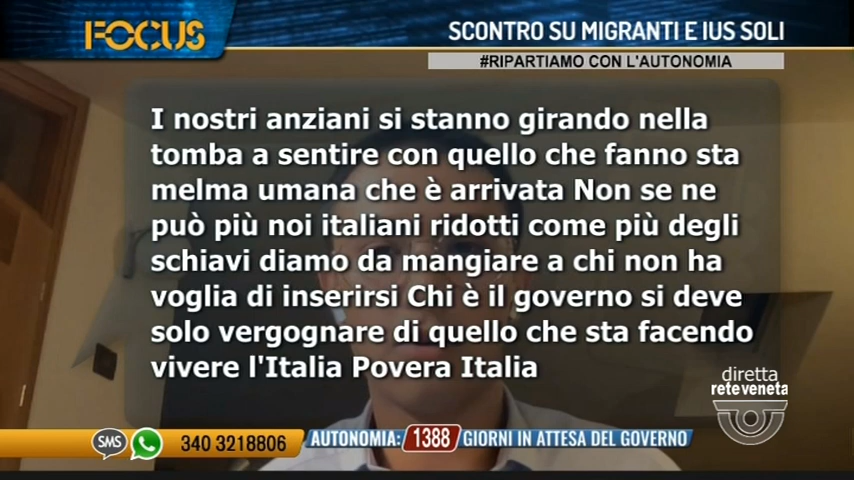 FOCUS
SCONTRO SU MIGRANTI E IUS SOLI
#RIPARTIAMO CON L'AUTONOMIA
I nostri anziani si stanno girando nella
tomba a sentire con quello che fanno sta
melma umana che è arrivata Non se ne
può più noi italiani ridotti come più degli
schiavi diamo da mangiare a chi non ha
voglia di inserirsi Chi è il governo si deve
solo vergognare di quello che sta facendo
vivere l'Italia Povera Italia
diretta
reteveneta
SMS 340 3218806 AUTONOMIA: 1388 GIORNI IN ATTESA DEL GOVERNO